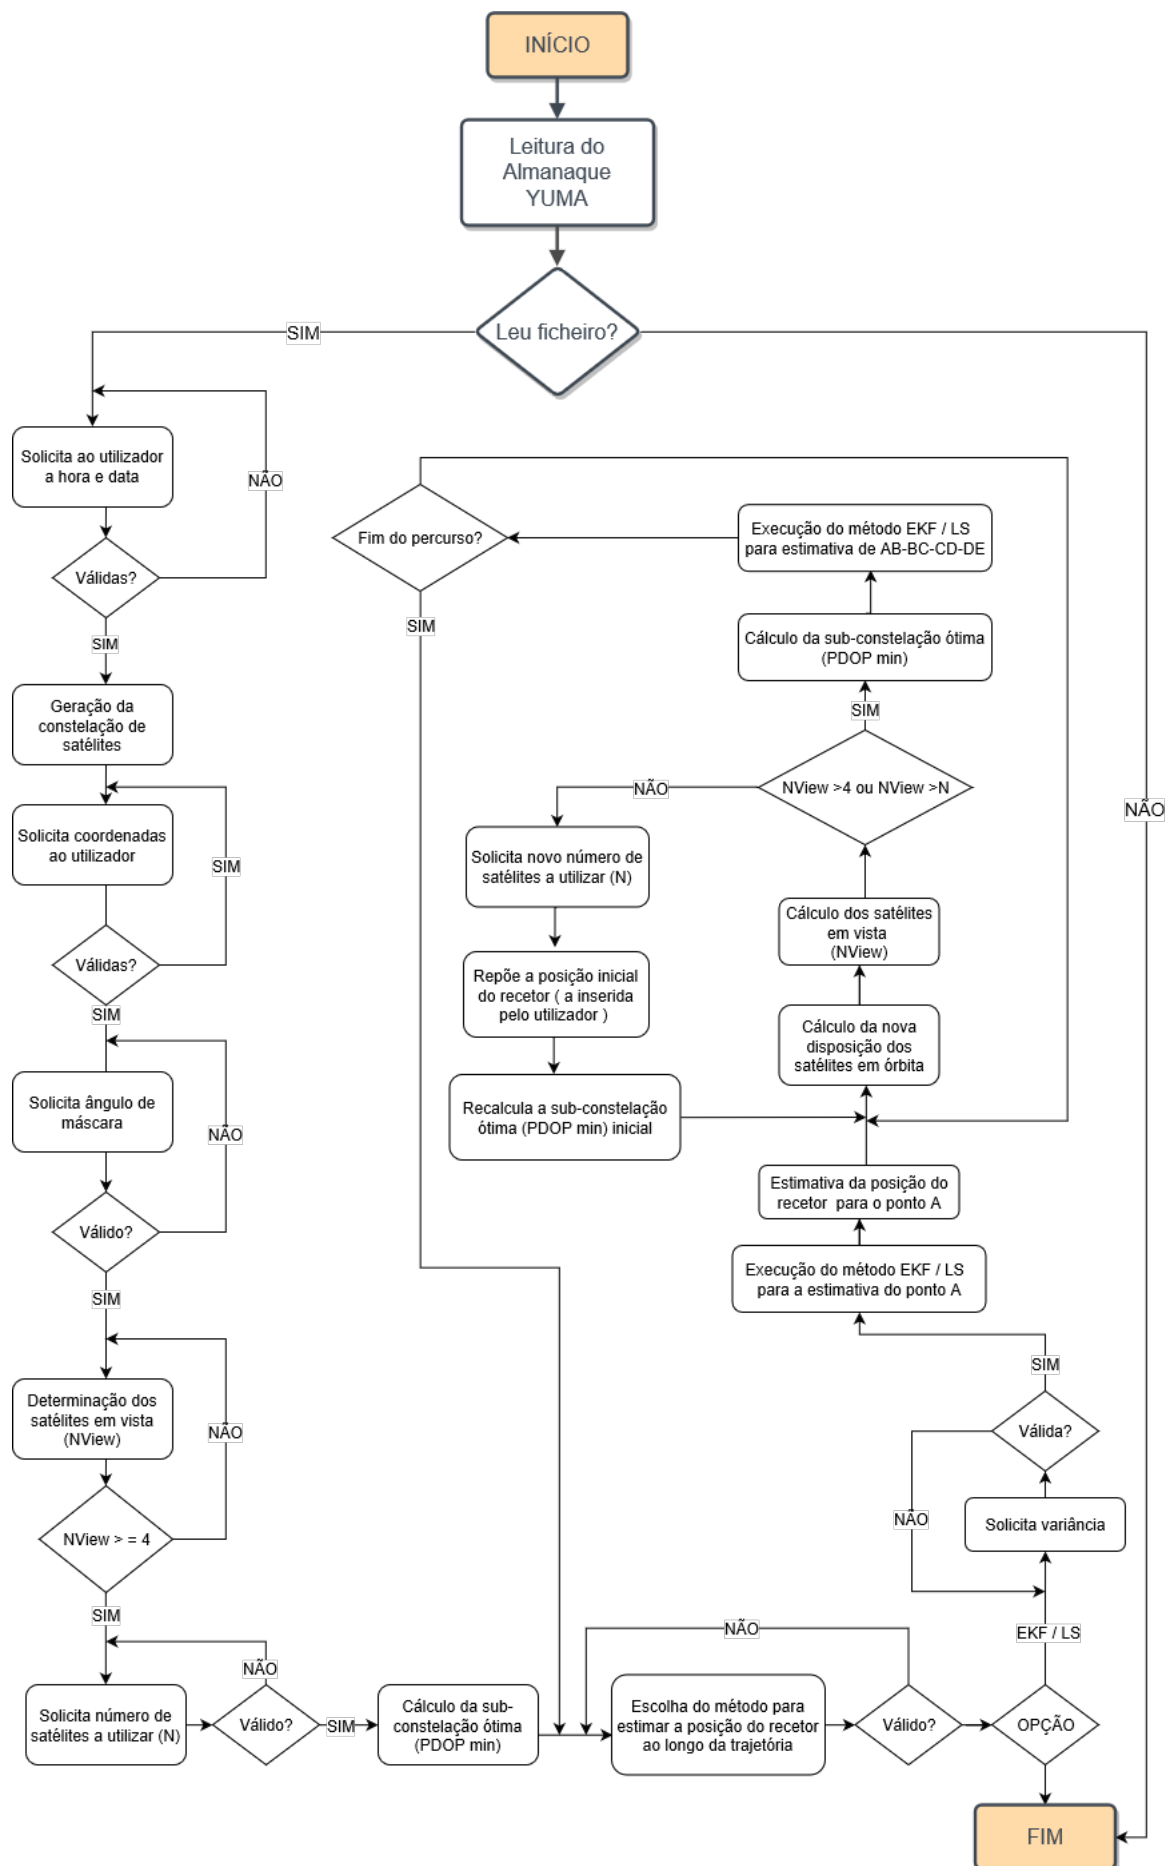 INÍCIO
Leitura do
Almanaque
YUMA
Leu ficheiro?
SIM
NÃO
Solicita ao utilizador
a hora e data
NÃO
Válidas?
SIM
Geração da
constelação de
satélites
Solicita coordenadas
ao utilizador
SIM
Válidas?
SIM
Solicita ângulo de
máscara
NÃO
Válido?
SIM
Determinação dos
satélites em vista
(NView)
NÃO
NView > = 4
SIM
NÃO
Solicita número de
satélites a utilizar (N)
Válido?
SIM
Cálculo da sub-
constelação ótima
(PDOP min)
NÃO
Escolha do método para
estimar a posição do recetor
ao longo da trajetória
Válido?
OPÇÃO
FIM
EKF / LS
Solicita variância
NÃO
Válida?
SIM
Execução do método EKF / LS
para a estimativa do ponto A
Estimativa da posição do
recetor para o ponto A
Cálculo da nova
disposição dos
satélites em órbita
Cálculo dos satélites
em vista
(NView)
NView >4 ou NView >N
NÃO
Solicita novo número de
satélites a utilizar (N)
Repõe a posição inicial
do recetor ( a inserida
pelo utilizador )
Recalcula a sub-constelação
ótima (PDOP min) inicial
SIM
Cálculo da sub-constelação ótima
(PDOP min)
Execução do método EKF / LS
para estimativa de AB-BC-CD-DE
Fim do percurso?
SIM